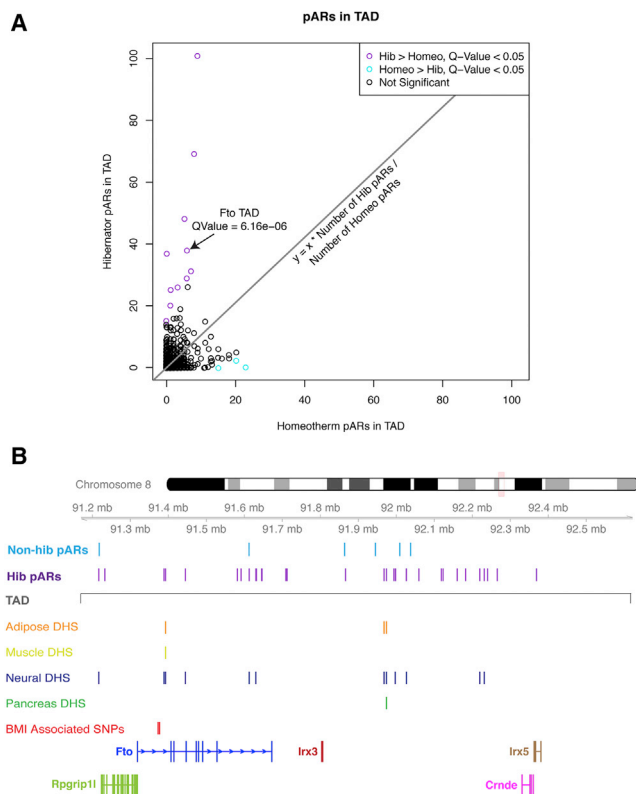 A
pARs in TAD
Hib > Homeo, Q-Value < 0.05
Homeo > Hib, Q-Value < 0.05
Not Significant
Hibernator pARs in TAD
0 20 40 60 80 100
Fto TAD
QValue = 6.16e-06
y = x * Number of Hib pARs /
Number of Homeo pARs
0 20 40 60 80 100
Homeotherm pARs in TAD
B
Chromosome 8
91.2 mb 91.4 mb 91.6 mb 91.8 mb 92 mb 92.2 mb 92.4 mb
91.3 mb 91.5 mb 91.7 mb 91.9 mb 92.1 mb 92.3 mb 92.5 mb
Non-hib pARs
Hib pARs
TAD
Adipose DHS
Muscle DHS
Neural DHS
Pancreas DHS
BMI Associated SNPs
Fto Irx3 Irx5
Rpgrip1l Crnde